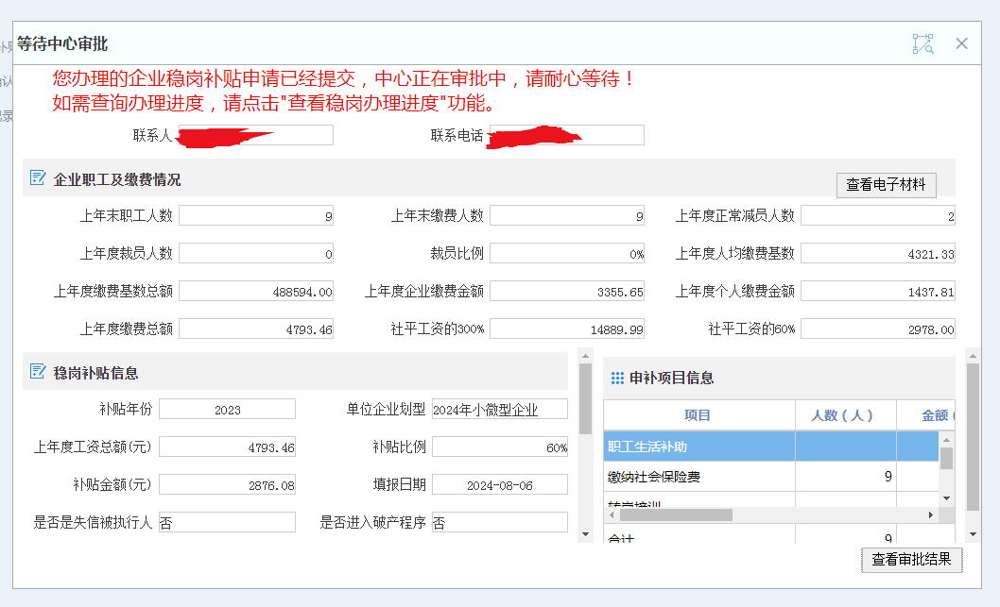 等待中心审批
您办理的企业稳岗补贴申请已经提交，中心正在审批中，请耐心等待！
如需查询办理进度，请点击"查看稳岗办理进度"功能。
联系人 联系电话
企业职工及缴费情况 查看电子材料
上年末职工人数 9 上年末缴费人数 9 上年度正常减员人数 2
上年度裁员人数 0 裁员比例 0% 上年度人均缴费基数 4321.33
上年度缴费基数总额 488594.00 上年度企业缴费金额 3355.65 上年度个人缴费金额 1437.81
上年度缴费总额 4793.46 社平工资的300% 14889.99 社平工资的60% 2978.00
稳岗补贴信息
补贴年份 2023 单位企业划型 2024年小微型企业
上年度工资总额(元) 4793.46 补贴比例 60%
补贴金额(元) 2876.08 填报日期 2024-08-06
是否是失信被执行人 否 是否进入破产程序 否
申补项目信息
项目 人数（人） 金额（
职工生活补助
缴纳社会保险费 9
转岗培训
合计 9
查看审批结果